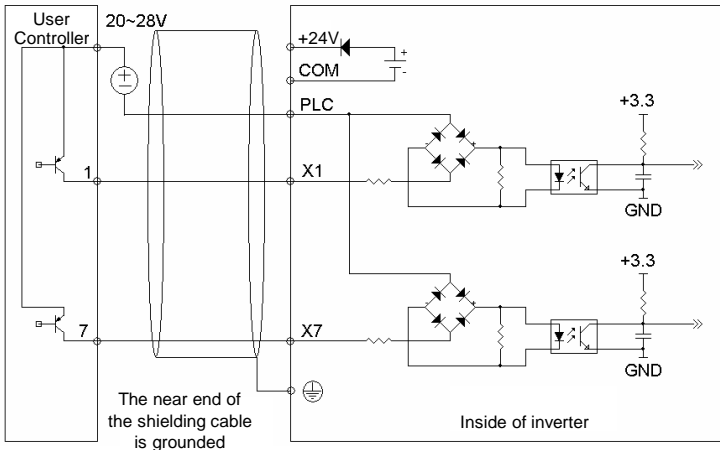 User
Controller
20~28V
+24V
+
-
COM
PLC
+3.3
1
X1
-
+
GND
+3.3
7
X7
-
+
GND
The near end of
the shielding cable
is grounded
Inside of inverter